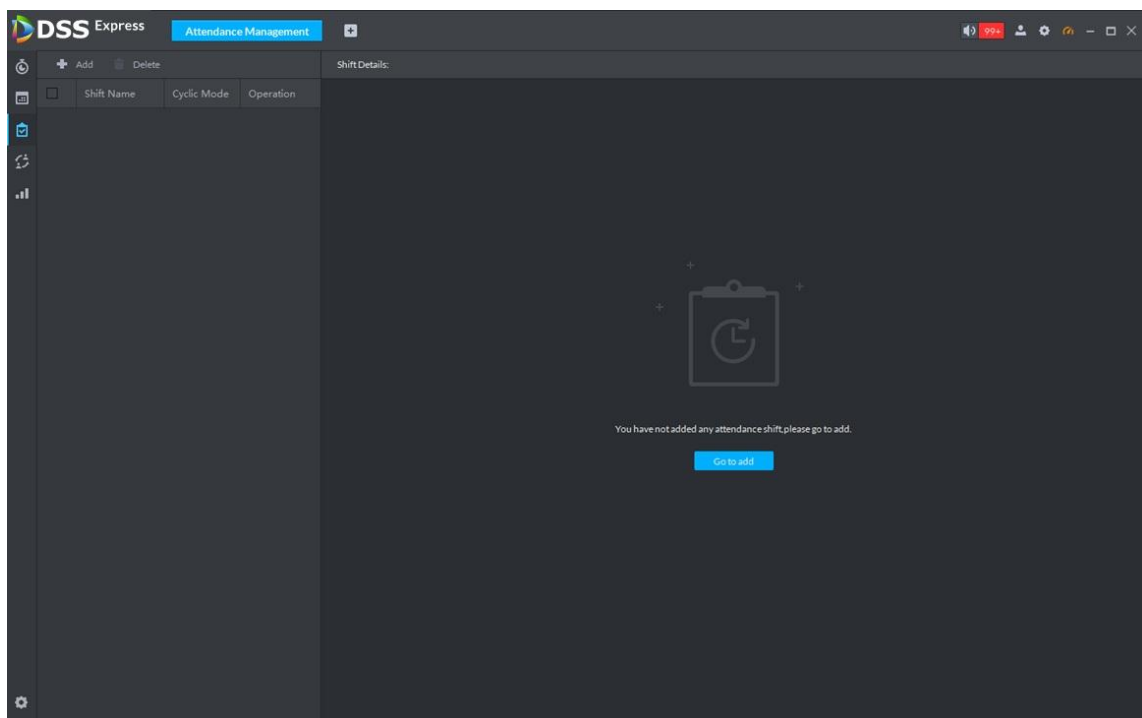 DSS Express
Attendance Management
99+
Add Delete
Shift Details:
Shift Name Cyclic Mode Operation
You have not added any attendance shift,please go to add.
Go to add